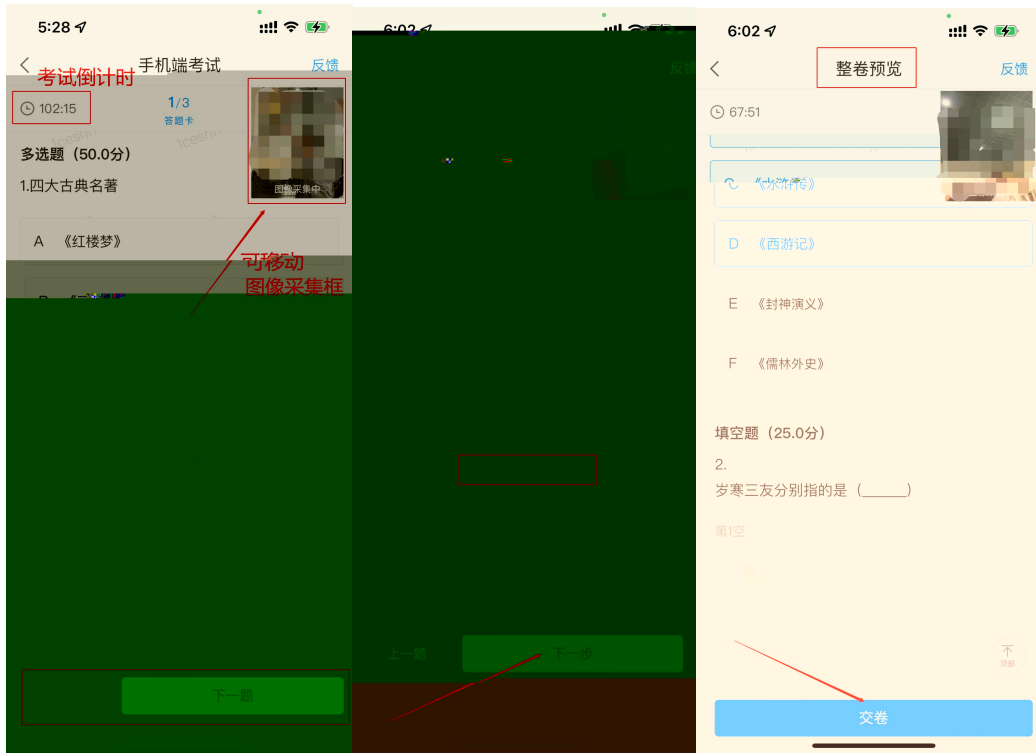 5:28
手机端考试
反馈
考试倒计时
102:15
1/3
答题卡
图像采集中
1ceshi
1ceshi
多选题（50.0分）
1.四大古典名著
A 《红楼梦》
可移动
图像采集框
下一题
6:02
反馈
上一题
下一步
6:02
整卷预览
反馈
67:51
《水浒传》
D 《西游记》
E 《封神演义》
F 《儒林外史》
填空题（25.0分）
2.
岁寒三友分别指的是（______）
第1空
顶部
交卷